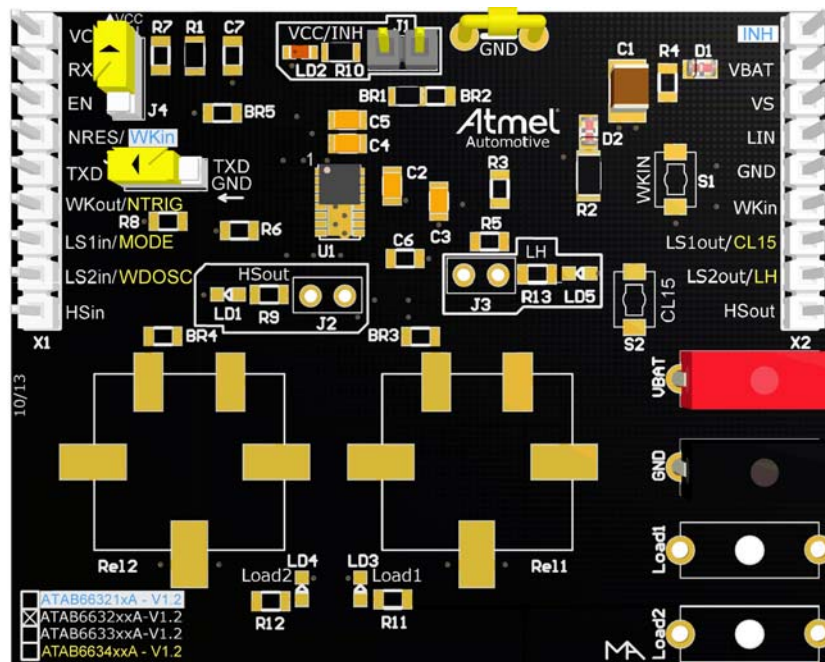 VCC
VC
R7
R1
C7
VCC/INH
J1
GND
C1
R4
D1
INH
RX
J4
LD2
R10
VBAT
EN
BR5
BR1
BR2
Atmel
Automotive
D2
VS
NRES/WKin
C5
C4
LIN
TXD
TXD
GND
1
C2
R3
R2
WKIN
S1
GND
WKout/NTRIG
R8
R6
U1
C3
R5
WKin
LS1in/MODE
C6
LS1out/CL15
LS2in/WDOSC
HSout
LH
LS2out/LH
HSin
LD1
R9
J2
J3
R13
LD5
CL15
HSout
X1
BR4
BR3
S2
X2
10/13
VBAT
GND
Rel2
Rel1
Load1
Load2
LD4
LD3
Load1
R12
R11
Load2
ATAB66321xA - V1.2
ATAB6632xxA-V1.2
ATAB6633xxA-V1.2
ATAB6634xxA - V1.2
MA